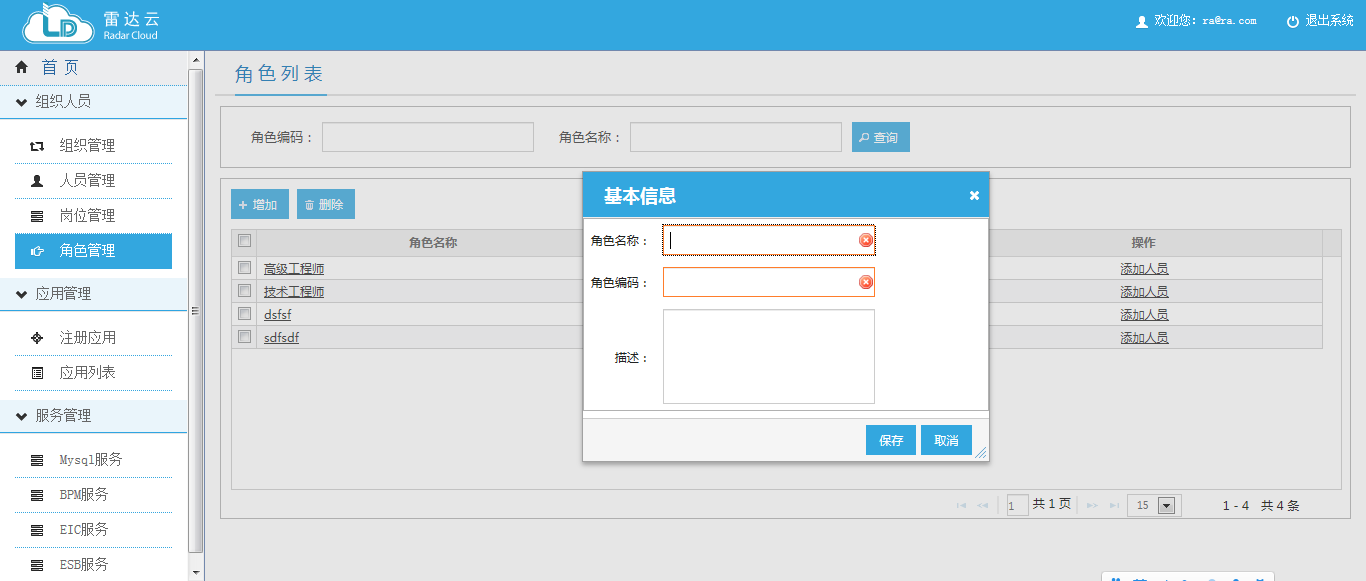 雷达云
Radar Cloud
欢迎您: ra@ra.com
退出系统
首页
组织人员
组织管理
人员管理
岗位管理
角色管理
应用管理
注册应用
应用列表
服务管理
Mysql服务
BPM服务
EIC服务
ESB服务
角色列表
角色编码：
角色名称：
查询
增加
删除
角色名称
操作
高级工程师
添加人员
技术工程师
添加人员
dsfsf
添加人员
sdfsdf
添加人员
基本信息
角色名称：
角色编码：
描述：
保存
取消
1 共 1 页
15
1 - 4 共 4 条